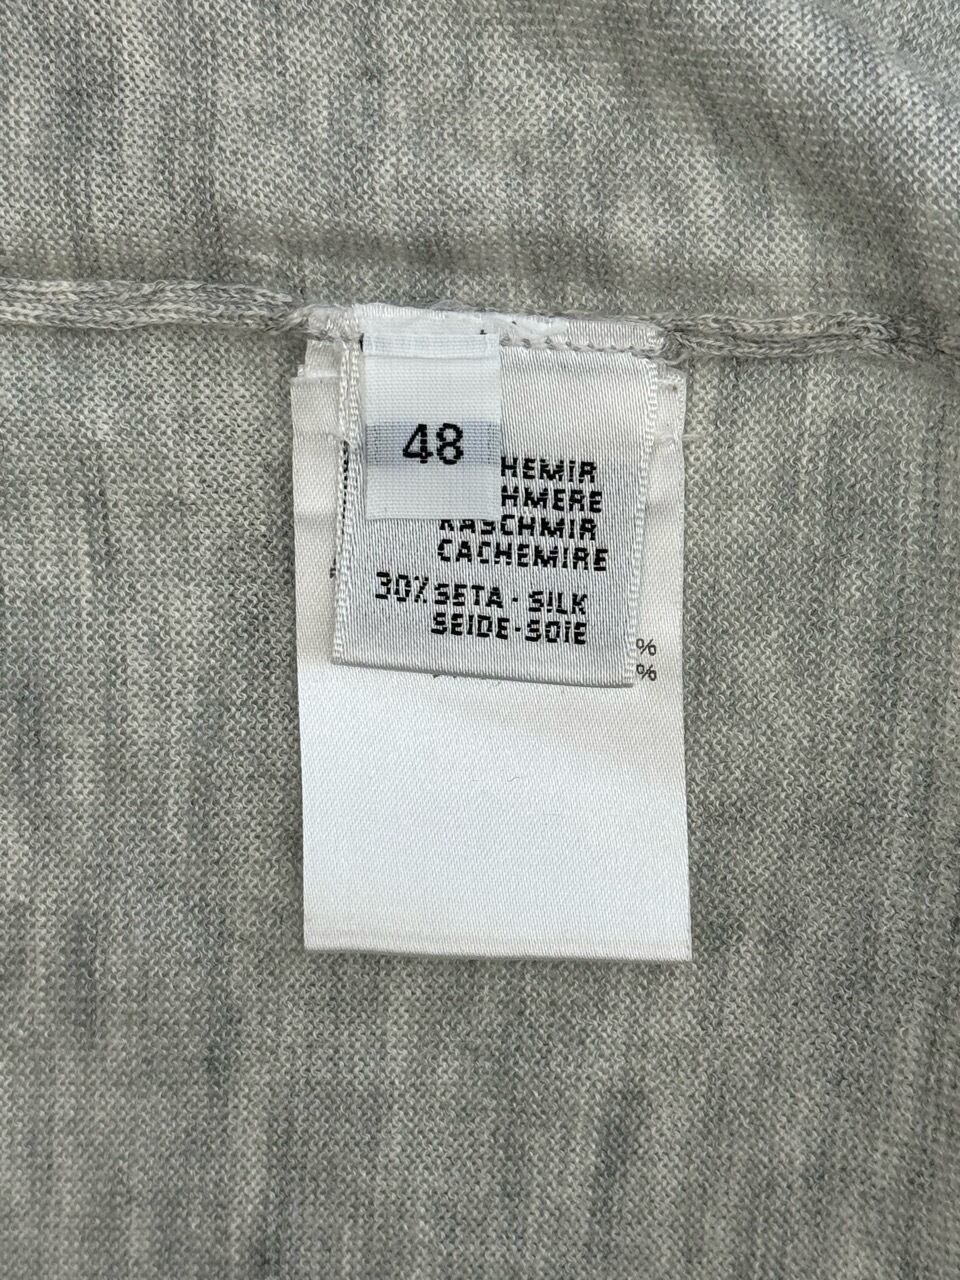 48
HEMIR
HMERE
KASCHMIR
CACHEMIRE
30% SETA - SILK
SEIDE - SOIE
%
%